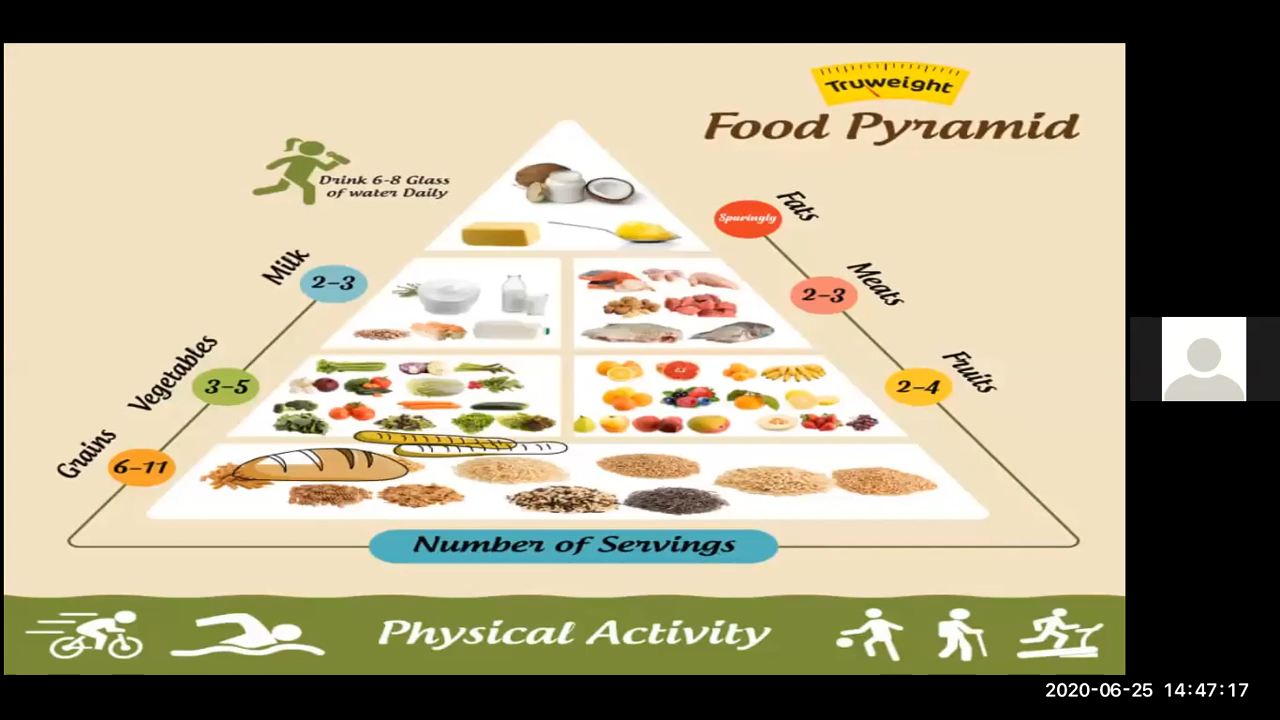 Truweight
Food Pyramid
Drink 6-8 Glass
of water Daily
Sparingly
Fats
Milk
2-3
2-3
Meats
Vegetables
3-5
2-4
Fruits
Grains
6-11
Number of Servings
Physical Activity
2020-06-25 14:47:17